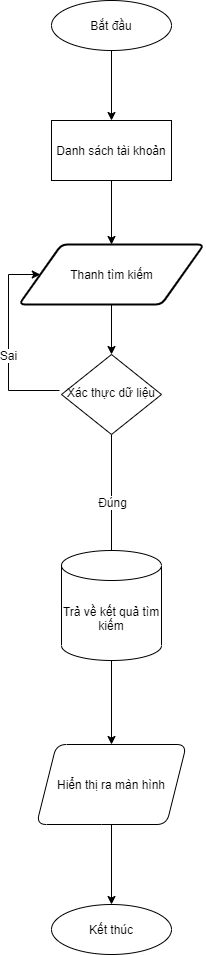 Bắt đầu
Danh sách tài khoản
Thanh tìm kiếm
Sai
Xác thực dữ liệu
Đúng
Trả về kết quả tìm
kiếm
Hiển thị ra màn hình
Kết thúc